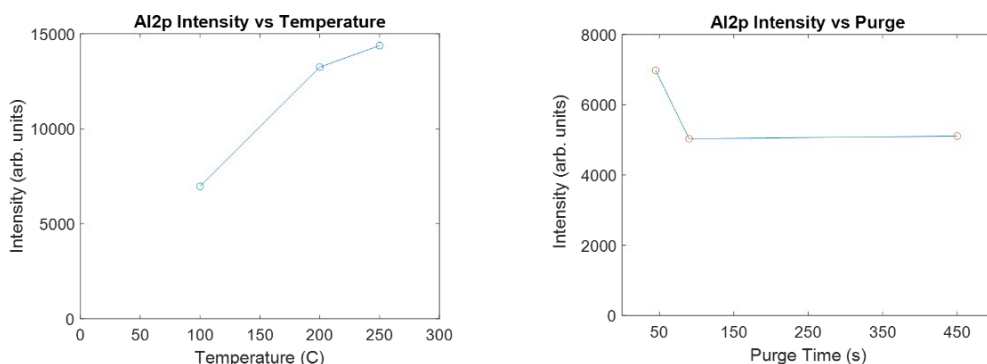 Al2p Intensity vs Temperature
15000
10000
5000
0
Intensity (arb. units)
0 50 100 150 200 250 300
Temperature (C)
Al2p Intensity vs Purge
8000
6000
4000
2000
0
Intensity (arb. units)
50 150 250 350 450
Purge Time (s)